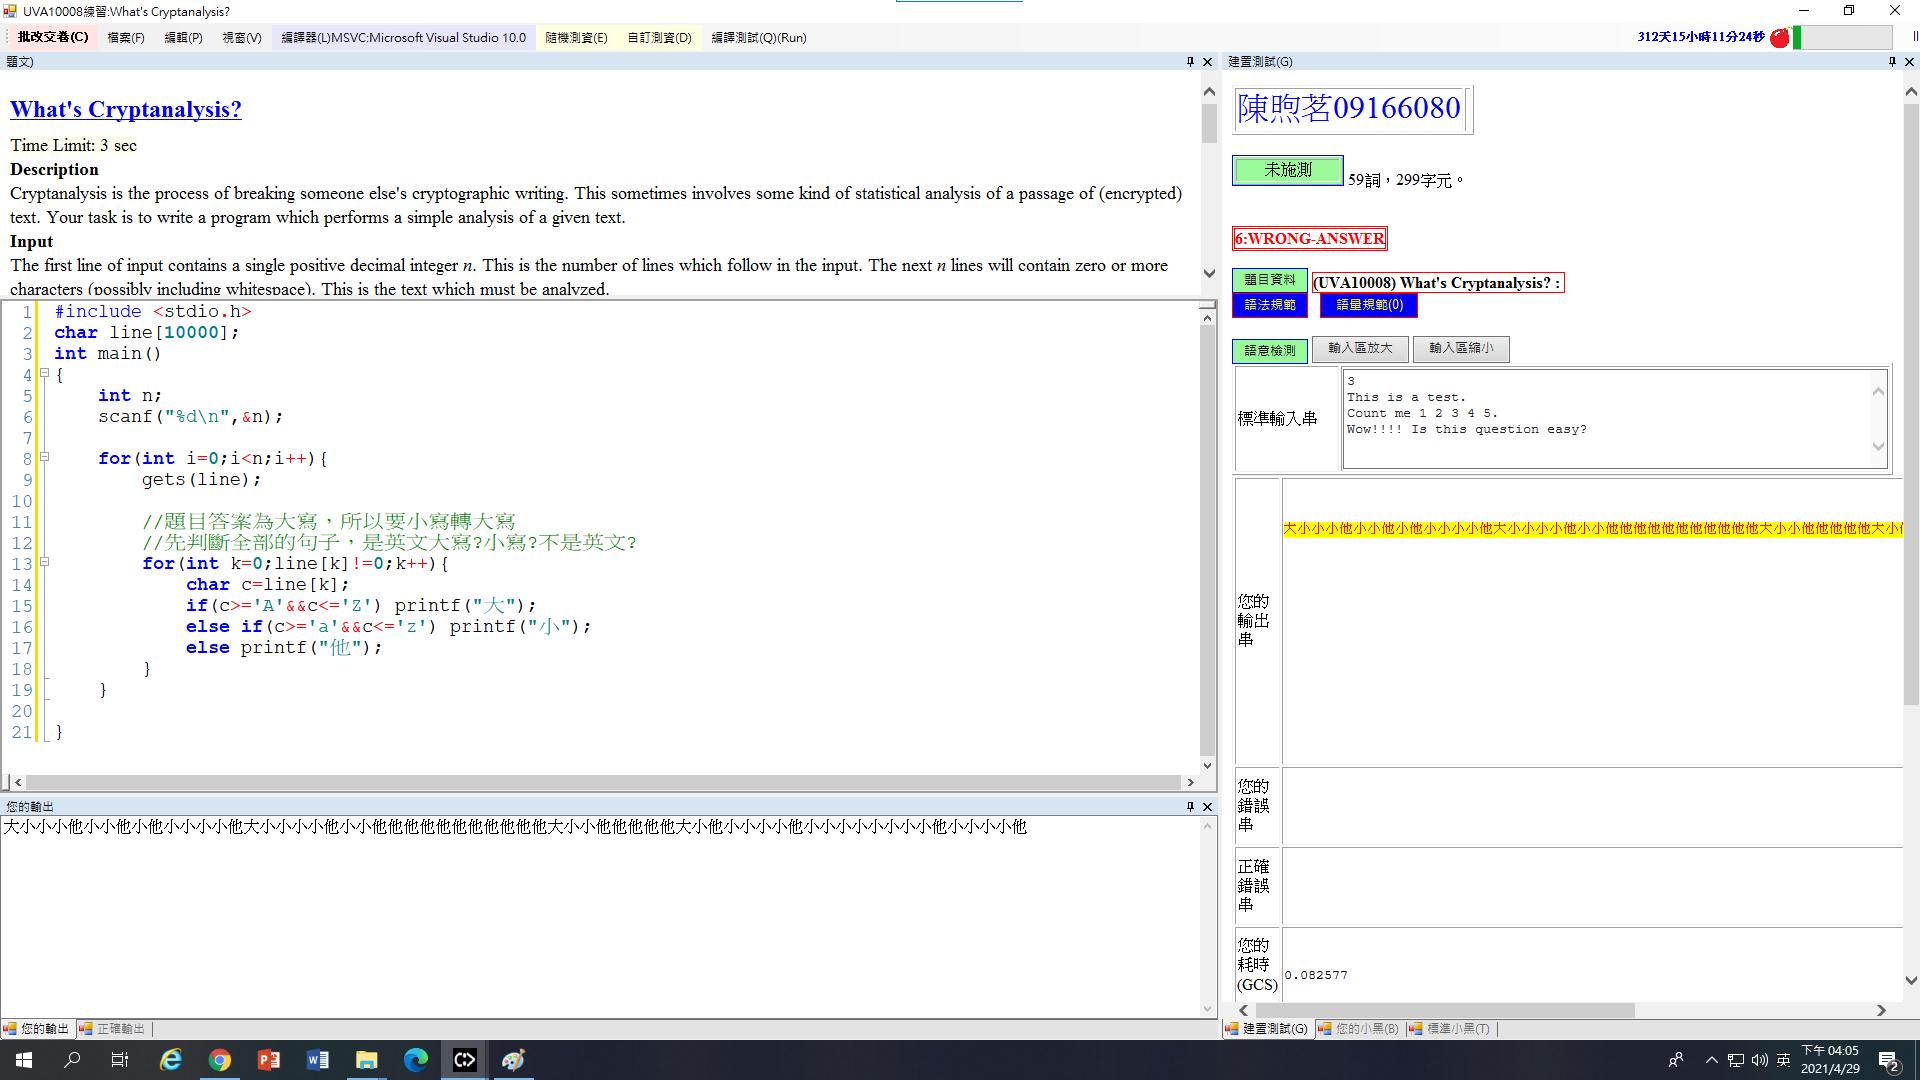 UVA10008練習:What's Cryptanalysis?
批改交卷(C) 檔案(F) 編輯(P) 視窗(V) 編譯器(L)MSVC:Microsoft Visual Studio 10.0 隨機測資(E) 自訂測資(D) 編譯測試(Q)(Run)
312天15小時11分24秒
題文)
What's Cryptanalysis?
Time Limit: 3 sec
Description
Cryptanalysis is the process of breaking someone else's cryptographic writing. This sometimes involves some kind of statistical analysis of a passage of (encrypted)
text. Your task is to write a program which performs a simple analysis of a given text.
Input
The first line of input contains a single positive decimal integer n. This is the number of lines which follow in the input. The next n lines will contain zero or more
characters (possibly including whitespace). This is the text which must be analyzed.
1 #include <stdio.h>
2 char line[10000];
3 int main()
4 {
5 int n;
6 scanf("%d\n",&n);
7
8 for(int i=0;i<n;i++){
9 gets(line);
10
11 //題目答案為大寫，所以要小寫轉大寫
12 //先判斷全部的句子，是英文大寫?小寫?不是英文?
13 for(int k=0;line[k]!=0;k++){
14 char c=line[k];
15 if(c>='A'&&c<='Z') printf("大");
16 else if(c>='a'&&c<='z') printf("小");
17 else printf("他");
18 }
19 }
20
21 }
您的輸出
大小小小他小小他小他小小小小他大小小小小他小小他他他他他他他他他他他大小小他他他他他大小他小小小小他小小小小小小小小他小小小小他
您的輸出 正確輸出
建置測試(G)
陳煦茗09166080
未施測 59詞，299字元。
6:WRONG-ANSWER
題目資料 (UVA10008) What's Cryptanalysis? :
語法規範 語量規範(0)
語意檢測 輸入區放大 輸入區縮小
標準輸入串
3
This is a test.
Count me 1 2 3 4 5.
Wow!!!! Is this question easy?
您的輸出串
大小小小他小小他小他小小小小他大小小小小他小小他他他他他他他他他他他大小小他他他他他大小
您的錯誤串
正確錯誤串
您的耗時(GCS)
0.082577
建置測試(G) 您的小黑(B) 標準小黑(T)
英
下午 04:05
2021/4/29
2